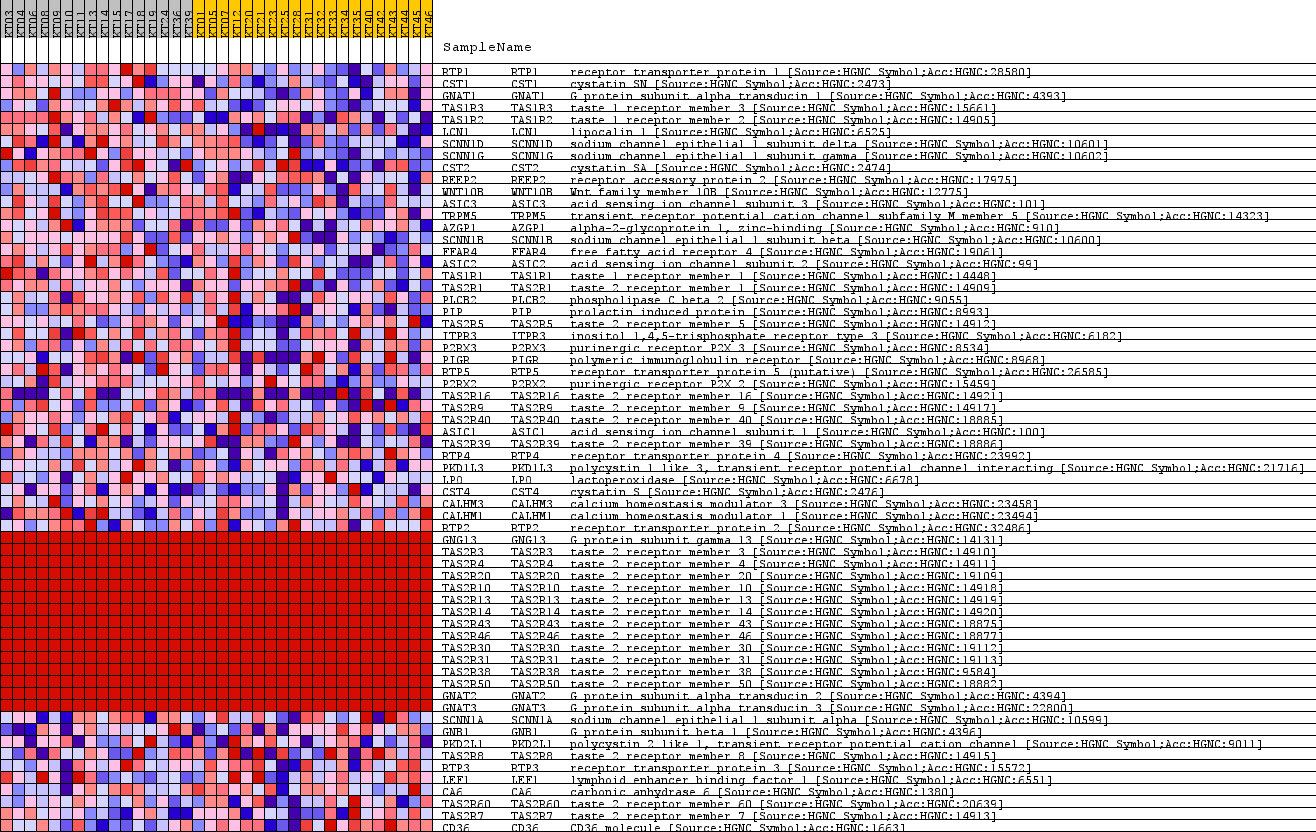 KT03 KT04 KT06 KT08 KT09 KT10 KT11 KT13 KT14 KT15 KT17 KT18 KT19 KT24 KT36 KT39 KT01 KT05 KT07 KT12 KT20 KT21 KT23 KT25 KT28 KT31 KT32 KT33 KT34 KT35 KT40 KT42 KT43 KT44 KT45 KT46
SampleName
RTP1 RTP1 receptor transporter protein 1 [Source:HGNC Symbol;Acc:HGNC:28580]
CST1 CST1 cystatin SN [Source:HGNC Symbol;Acc:HGNC:2473]
GNAT1 GNAT1 G protein subunit alpha transducin 1 [Source:HGNC Symbol;Acc:HGNC:4393]
TAS1R3 TAS1R3 taste 1 receptor member 3 [Source:HGNC Symbol;Acc:HGNC:15661]
TAS1R2 TAS1R2 taste 1 receptor member 2 [Source:HGNC Symbol;Acc:HGNC:14905]
LCN1 LCN1 lipocalin 1 [Source:HGNC Symbol;Acc:HGNC:6525]
SCNN1D SCNN1D sodium channel epithelial 1 subunit delta [Source:HGNC Symbol;Acc:HGNC:10601]
SCNN1G SCNN1G sodium channel epithelial 1 subunit gamma [Source:HGNC Symbol;Acc:HGNC:10602]
CST2 CST2 cystatin SA [Source:HGNC Symbol;Acc:HGNC:2474]
REEP2 REEP2 receptor accessory protein 2 [Source:HGNC Symbol;Acc:HGNC:17975]
WNT10B WNT10B Wnt family member 10B [Source:HGNC Symbol;Acc:HGNC:12775]
ASIC3 ASIC3 acid sensing ion channel subunit 3 [Source:HGNC Symbol;Acc:HGNC:101]
TRPM5 TRPM5 transient receptor potential cation channel subfamily M member 5 [Source:HGNC Symbol;Acc:HGNC:14323]
AZGP1 AZGP1 alpha-2-glycoprotein 1, zinc-binding [Source:HGNC Symbol;Acc:HGNC:910]
SCNN1B SCNN1B sodium channel epithelial 1 subunit beta [Source:HGNC Symbol;Acc:HGNC:10600]
FFAR4 FFAR4 free fatty acid receptor 4 [Source:HGNC Symbol;Acc:HGNC:19061]
ASIC2 ASIC2 acid sensing ion channel subunit 2 [Source:HGNC Symbol;Acc:HGNC:99]
TAS1R1 TAS1R1 taste 1 receptor member 1 [Source:HGNC Symbol;Acc:HGNC:14448]
TAS2R1 TAS2R1 taste 2 receptor member 1 [Source:HGNC Symbol;Acc:HGNC:14909]
PLCB2 PLCB2 phospholipase C beta 2 [Source:HGNC Symbol;Acc:HGNC:9055]
PIP PIP prolactin induced protein [Source:HGNC Symbol;Acc:HGNC:8993]
TAS2R5 TAS2R5 taste 2 receptor member 5 [Source:HGNC Symbol;Acc:HGNC:14912]
ITPR3 ITPR3 inositol 1,4,5-trisphosphate receptor type 3 [Source:HGNC Symbol;Acc:HGNC:6182]
P2RX3 P2RX3 purinergic receptor P2X 3 [Source:HGNC Symbol;Acc:HGNC:8534]
PIGR PIGR polymeric immunoglobulin receptor [Source:HGNC Symbol;Acc:HGNC:8968]
RTP5 RTP5 receptor transporter protein 5 (putative) [Source:HGNC Symbol;Acc:HGNC:26585]
P2RX2 P2RX2 purinergic receptor P2X 2 [Source:HGNC Symbol;Acc:HGNC:15459]
TAS2R16 TAS2R16 taste 2 receptor member 16 [Source:HGNC Symbol;Acc:HGNC:14921]
TAS2R9 TAS2R9 taste 2 receptor member 9 [Source:HGNC Symbol;Acc:HGNC:14917]
TAS2R40 TAS2R40 taste 2 receptor member 40 [Source:HGNC Symbol;Acc:HGNC:18885]
ASIC1 ASIC1 acid sensing ion channel subunit 1 [Source:HGNC Symbol;Acc:HGNC:100]
TAS2R39 TAS2R39 taste 2 receptor member 39 [Source:HGNC Symbol;Acc:HGNC:18886]
RTP4 RTP4 receptor transporter protein 4 [Source:HGNC Symbol;Acc:HGNC:23992]
PKD1L3 PKD1L3 polycystin 1 like 3, transient receptor potential channel interacting [Source:HGNC Symbol;Acc:HGNC:21716]
LPO LPO lactoperoxidase [Source:HGNC Symbol;Acc:HGNC:6678]
CST4 CST4 cystatin S [Source:HGNC Symbol;Acc:HGNC:2476]
CALHM3 CALHM3 calcium homeostasis modulator 3 [Source:HGNC Symbol;Acc:HGNC:23458]
CALHM1 CALHM1 calcium homeostasis modulator 1 [Source:HGNC Symbol;Acc:HGNC:23494]
RTP2 RTP2 receptor transporter protein 2 [Source:HGNC Symbol;Acc:HGNC:32486]
GNG13 GNG13 G protein subunit gamma 13 [Source:HGNC Symbol;Acc:HGNC:14131]
TAS2R3 TAS2R3 taste 2 receptor member 3 [Source:HGNC Symbol;Acc:HGNC:14910]
TAS2R4 TAS2R4 taste 2 receptor member 4 [Source:HGNC Symbol;Acc:HGNC:14911]
TAS2R20 TAS2R20 taste 2 receptor member 20 [Source:HGNC Symbol;Acc:HGNC:19109]
TAS2R10 TAS2R10 taste 2 receptor member 10 [Source:HGNC Symbol;Acc:HGNC:14918]
TAS2R13 TAS2R13 taste 2 receptor member 13 [Source:HGNC Symbol;Acc:HGNC:14919]
TAS2R14 TAS2R14 taste 2 receptor member 14 [Source:HGNC Symbol;Acc:HGNC:14920]
TAS2R43 TAS2R43 taste 2 receptor member 43 [Source:HGNC Symbol;Acc:HGNC:18875]
TAS2R46 TAS2R46 taste 2 receptor member 46 [Source:HGNC Symbol;Acc:HGNC:18877]
TAS2R30 TAS2R30 taste 2 receptor member 30 [Source:HGNC Symbol;Acc:HGNC:19112]
TAS2R31 TAS2R31 taste 2 receptor member 31 [Source:HGNC Symbol;Acc:HGNC:19113]
TAS2R38 TAS2R38 taste 2 receptor member 38 [Source:HGNC Symbol;Acc:HGNC:9584]
TAS2R50 TAS2R50 taste 2 receptor member 50 [Source:HGNC Symbol;Acc:HGNC:18882]
GNAT2 GNAT2 G protein subunit alpha transducin 2 [Source:HGNC Symbol;Acc:HGNC:4394]
GNAT3 GNAT3 G protein subunit alpha transducin 3 [Source:HGNC Symbol;Acc:HGNC:22800]
SCNN1A SCNN1A sodium channel epithelial 1 subunit alpha [Source:HGNC Symbol;Acc:HGNC:10599]
GNB1 GNB1 G protein subunit beta 1 [Source:HGNC Symbol;Acc:HGNC:4396]
PKD2L1 PKD2L1 polycystin 2 like 1, transient receptor potential cation channel [Source:HGNC Symbol;Acc:HGNC:9011]
TAS2R8 TAS2R8 taste 2 receptor member 8 [Source:HGNC Symbol;Acc:HGNC:14915]
RTP3 RTP3 receptor transporter protein 3 [Source:HGNC Symbol;Acc:HGNC:15572]
LEF1 LEF1 lymphoid enhancer binding factor 1 [Source:HGNC Symbol;Acc:HGNC:6551]
CA6 CA6 carbonic anhydrase 6 [Source:HGNC Symbol;Acc:HGNC:1380]
TAS2R60 TAS2R60 taste 2 receptor member 60 [Source:HGNC Symbol;Acc:HGNC:20639]
TAS2R7 TAS2R7 taste 2 receptor member 7 [Source:HGNC Symbol;Acc:HGNC:14913]
CD36 CD36 CD36 molecule [Source:HGNC Symbol;Acc:HGNC:1663]